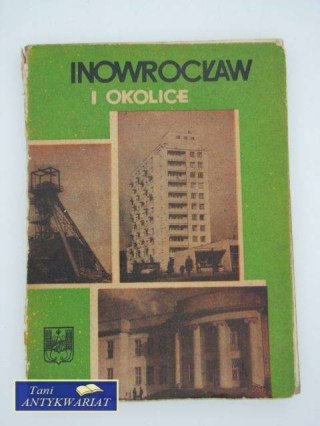 INOWROCŁAW
I OKOLICE
Tani
ANTYKWARIAT